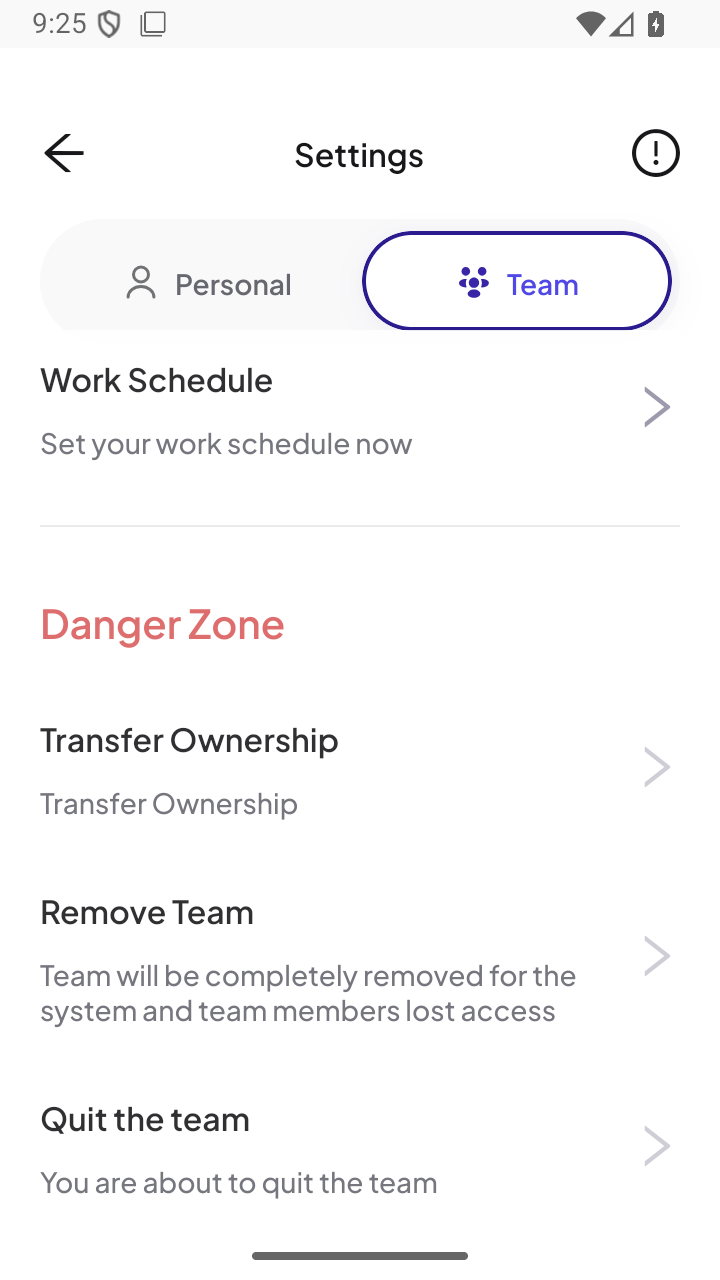 9:25
Settings
Personal
Team
Work Schedule
Set your work schedule now
Danger Zone
Transfer Ownership
Transfer Ownership
Remove Team
Team will be completely removed for the
system and team members lost access
Quit the team
You are about to quit the team